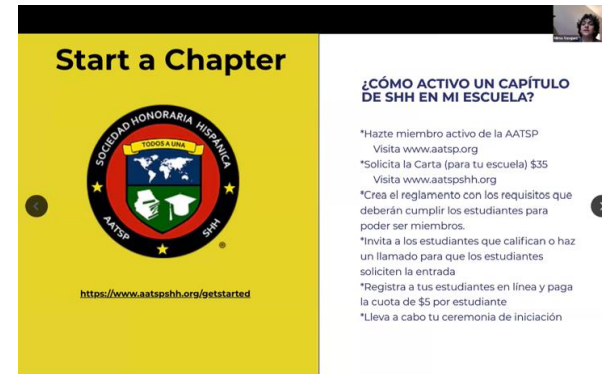 Start a Chapter
SOCIEDAD HONORARIA HISPÁNICA
TODOS A UNA
AATSP
SHH
®
https://www.aatspshh.org/getstarted
¿CÓMO ACTIVO UN CAPÍTULO
DE SHH EN MI ESCUELA?
*Hazte miembro activo de la AATSP
Visita www.aatsp.org
*Solicita la Carta (para tu escuela) $35
Visita www.aatspshh.org
*Crea el reglamento con los requisitos que
deberán cumplir los estudiantes para
poder ser miembros.
*Invita a los estudiantes que califican o haz
un llamado para que los estudiantes
soliciten la entrada
*Registra a tus estudiantes en línea y paga
la cuota de $5 por estudiante
*Lleva a cabo tu ceremonia de iniciación